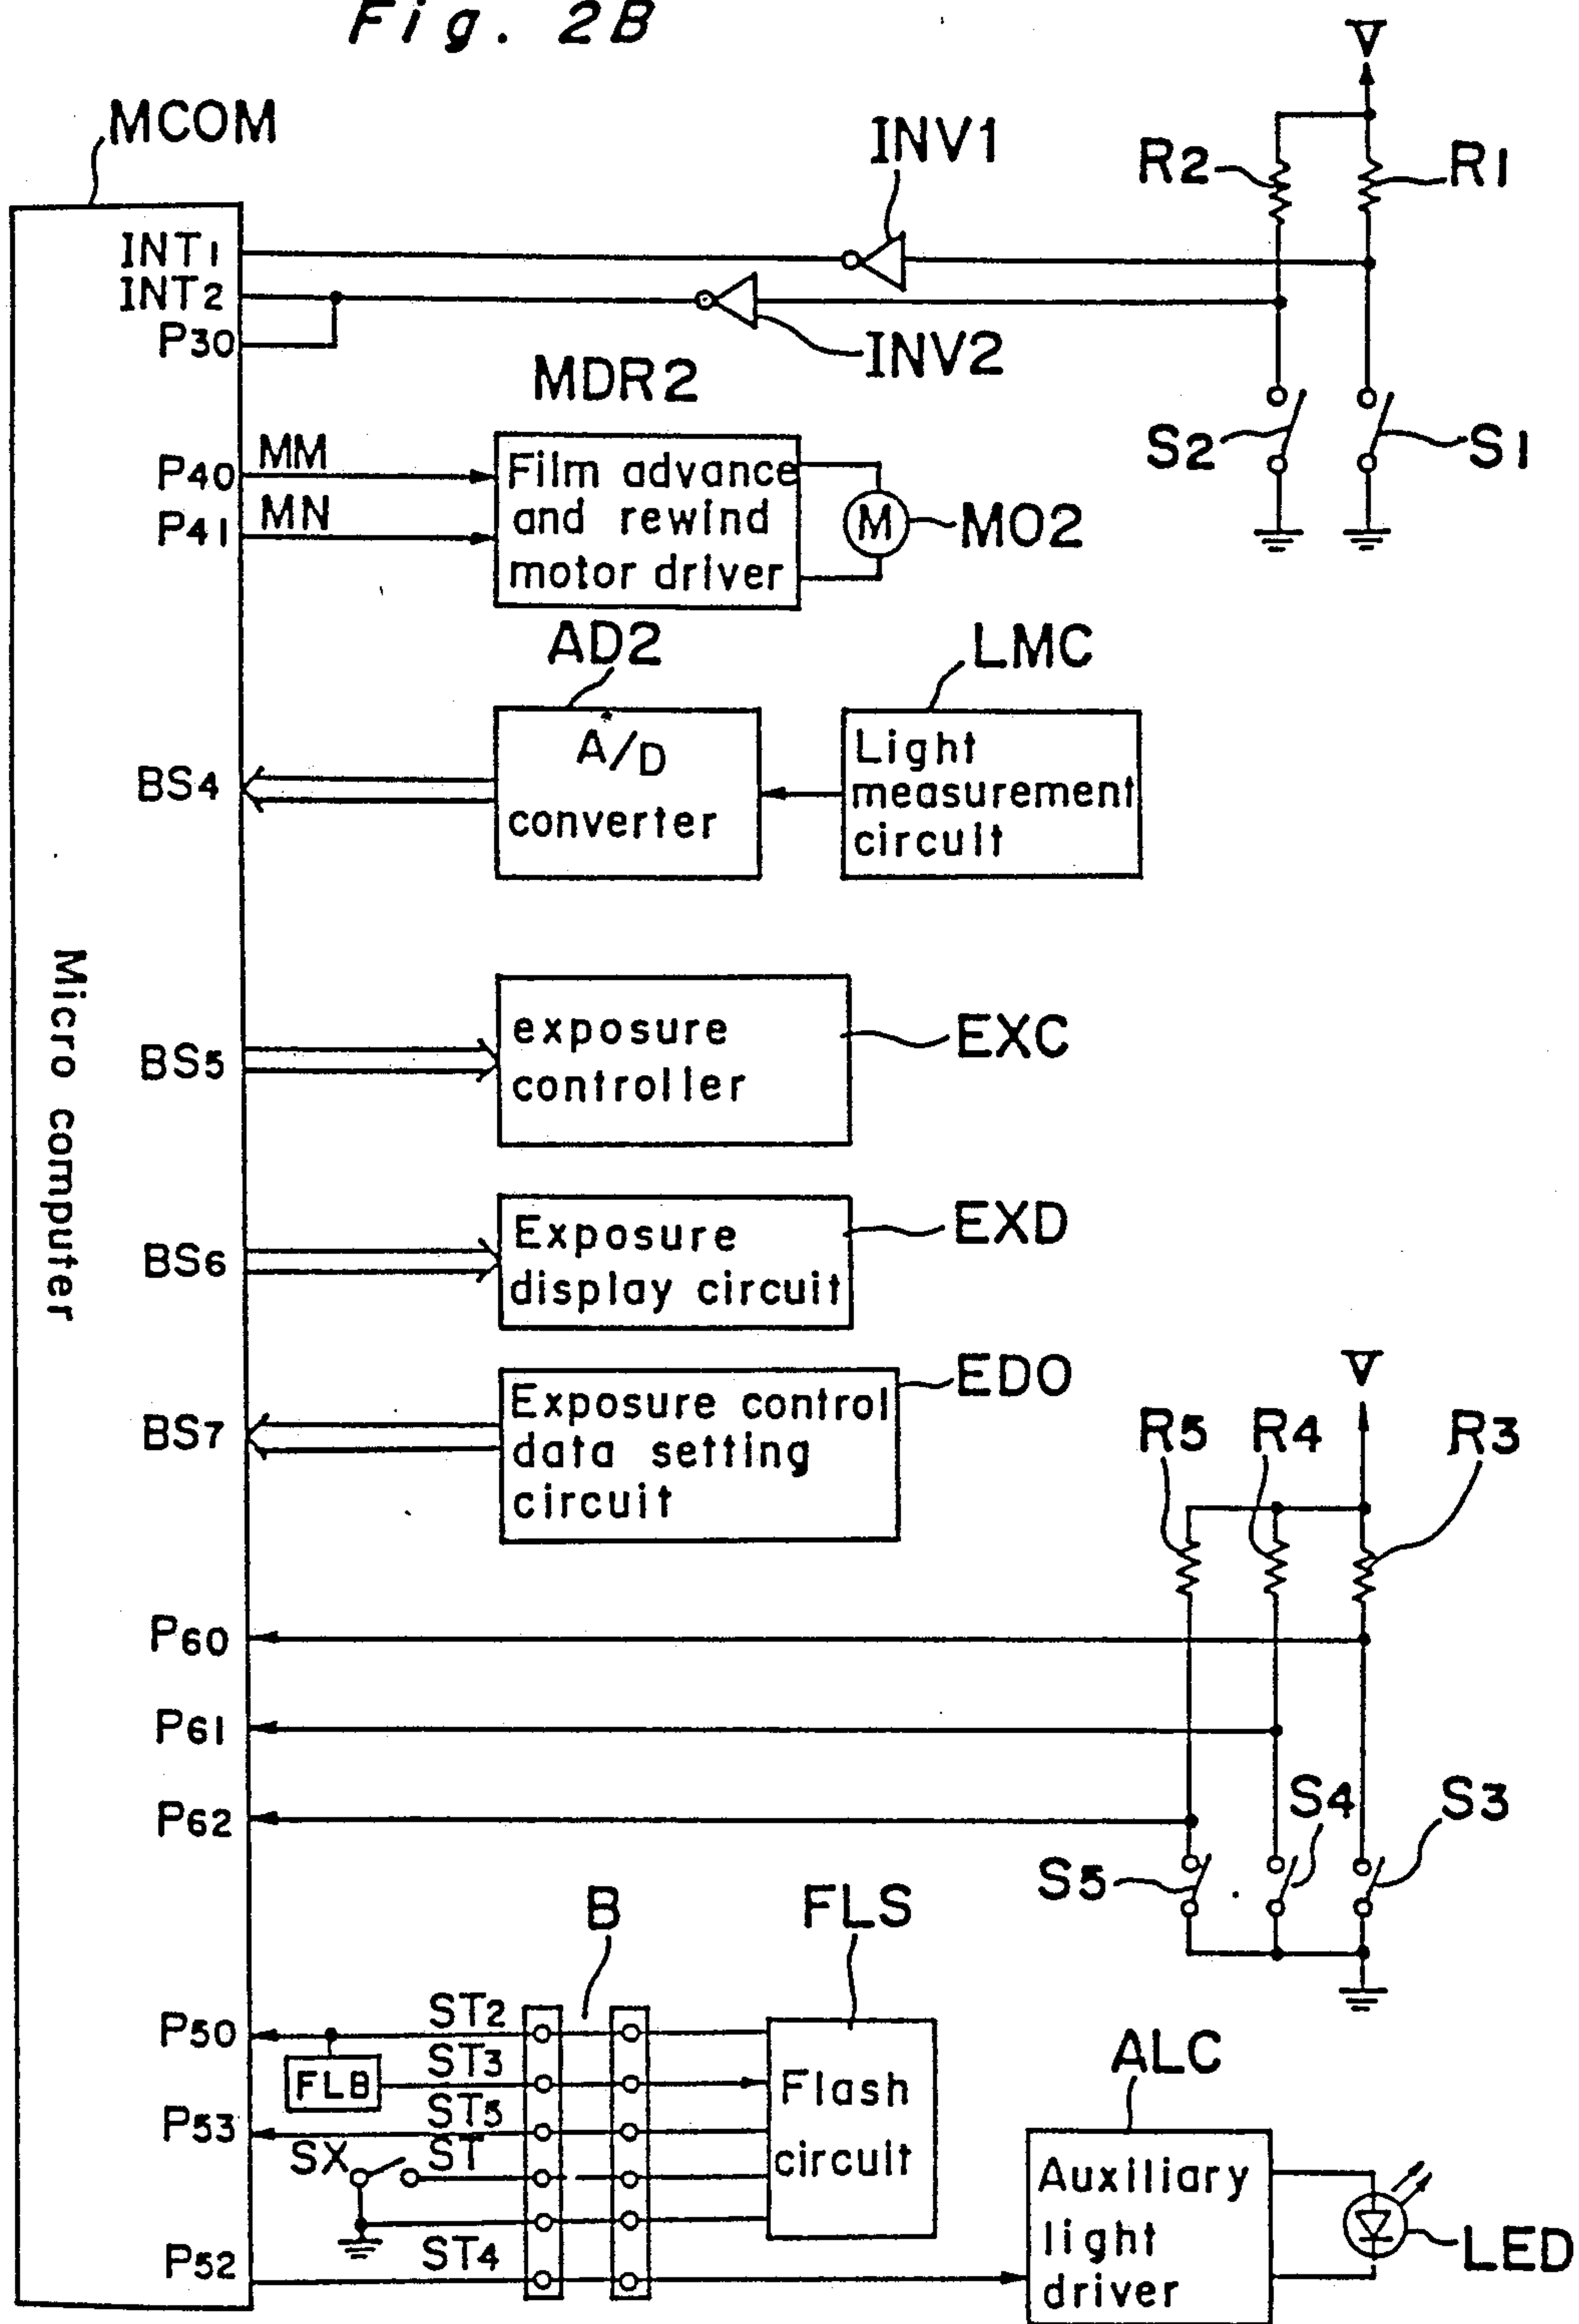 Fig. 2B
MCOM
INV1
R2
R1
INT1
INT2
P30
INV2
MDR2
S2
S1
P40
MM
P41
MN
Film advance
and rewind
motor driver
M
MO2
AD2
LMC
BS4
A/D
converter
Light
measurement
circuit
Micro computer
BS5
exposure
controller
EXC
BS6
Exposure
display circuit
EXD
BS7
Exposure control
data setting
circuit
EDO
R5
R4
R3
P60
P61
P62
S5
S4
S3
B
FLS
P50
ST2
FLB
ST3
P53
ST5
SX
ST
Flash
circuit
ALC
P52
ST4
Auxiliary
light
driver
LED